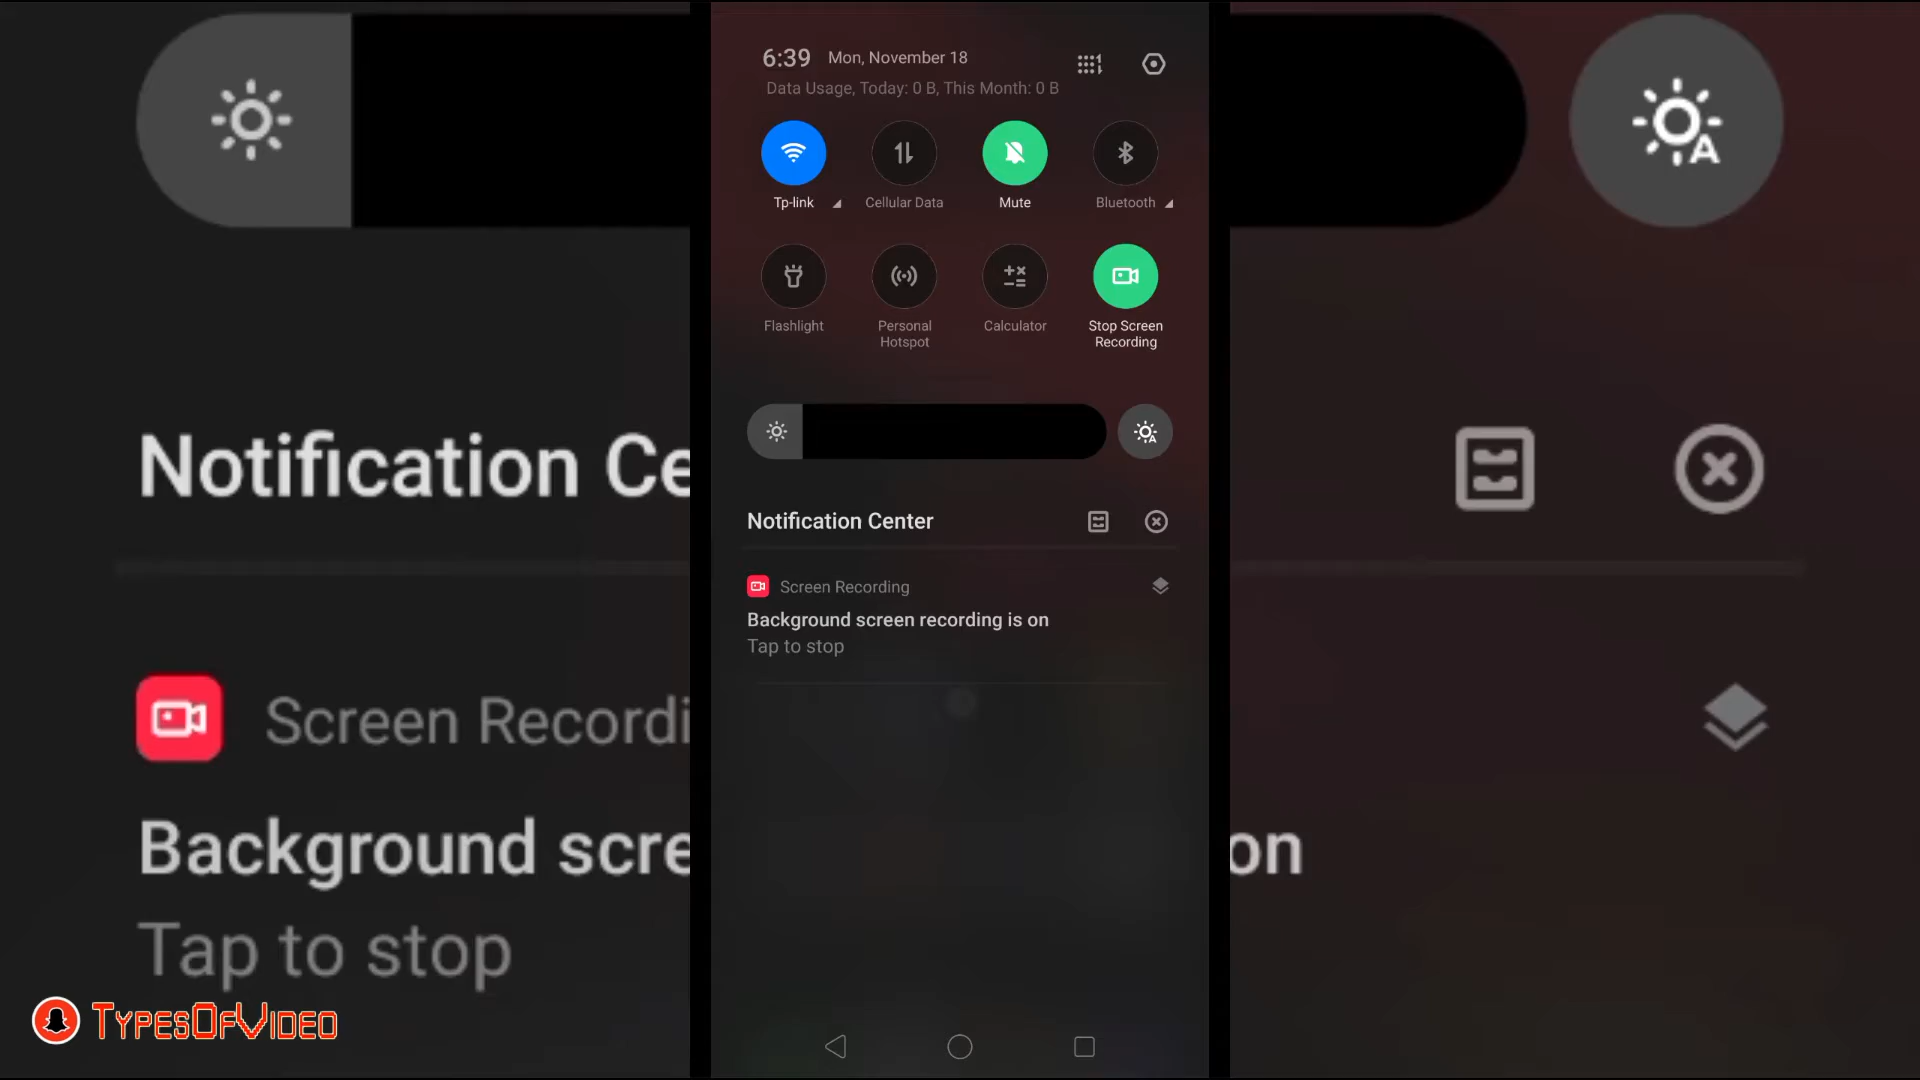 6:39 Mon, November 18
Data Usage, Today: 0 B, This Month: 0 B
Tp-link Cellular Data Mute Bluetooth
Flashlight Personal Hotspot Calculator Stop Screen Recording
Notification Center
Screen Recording
Background screen recording is on
Tap to stop
A
Notification Ce
Screen Recordi
Background scre
on
Tap to stop
TypesOfVideo